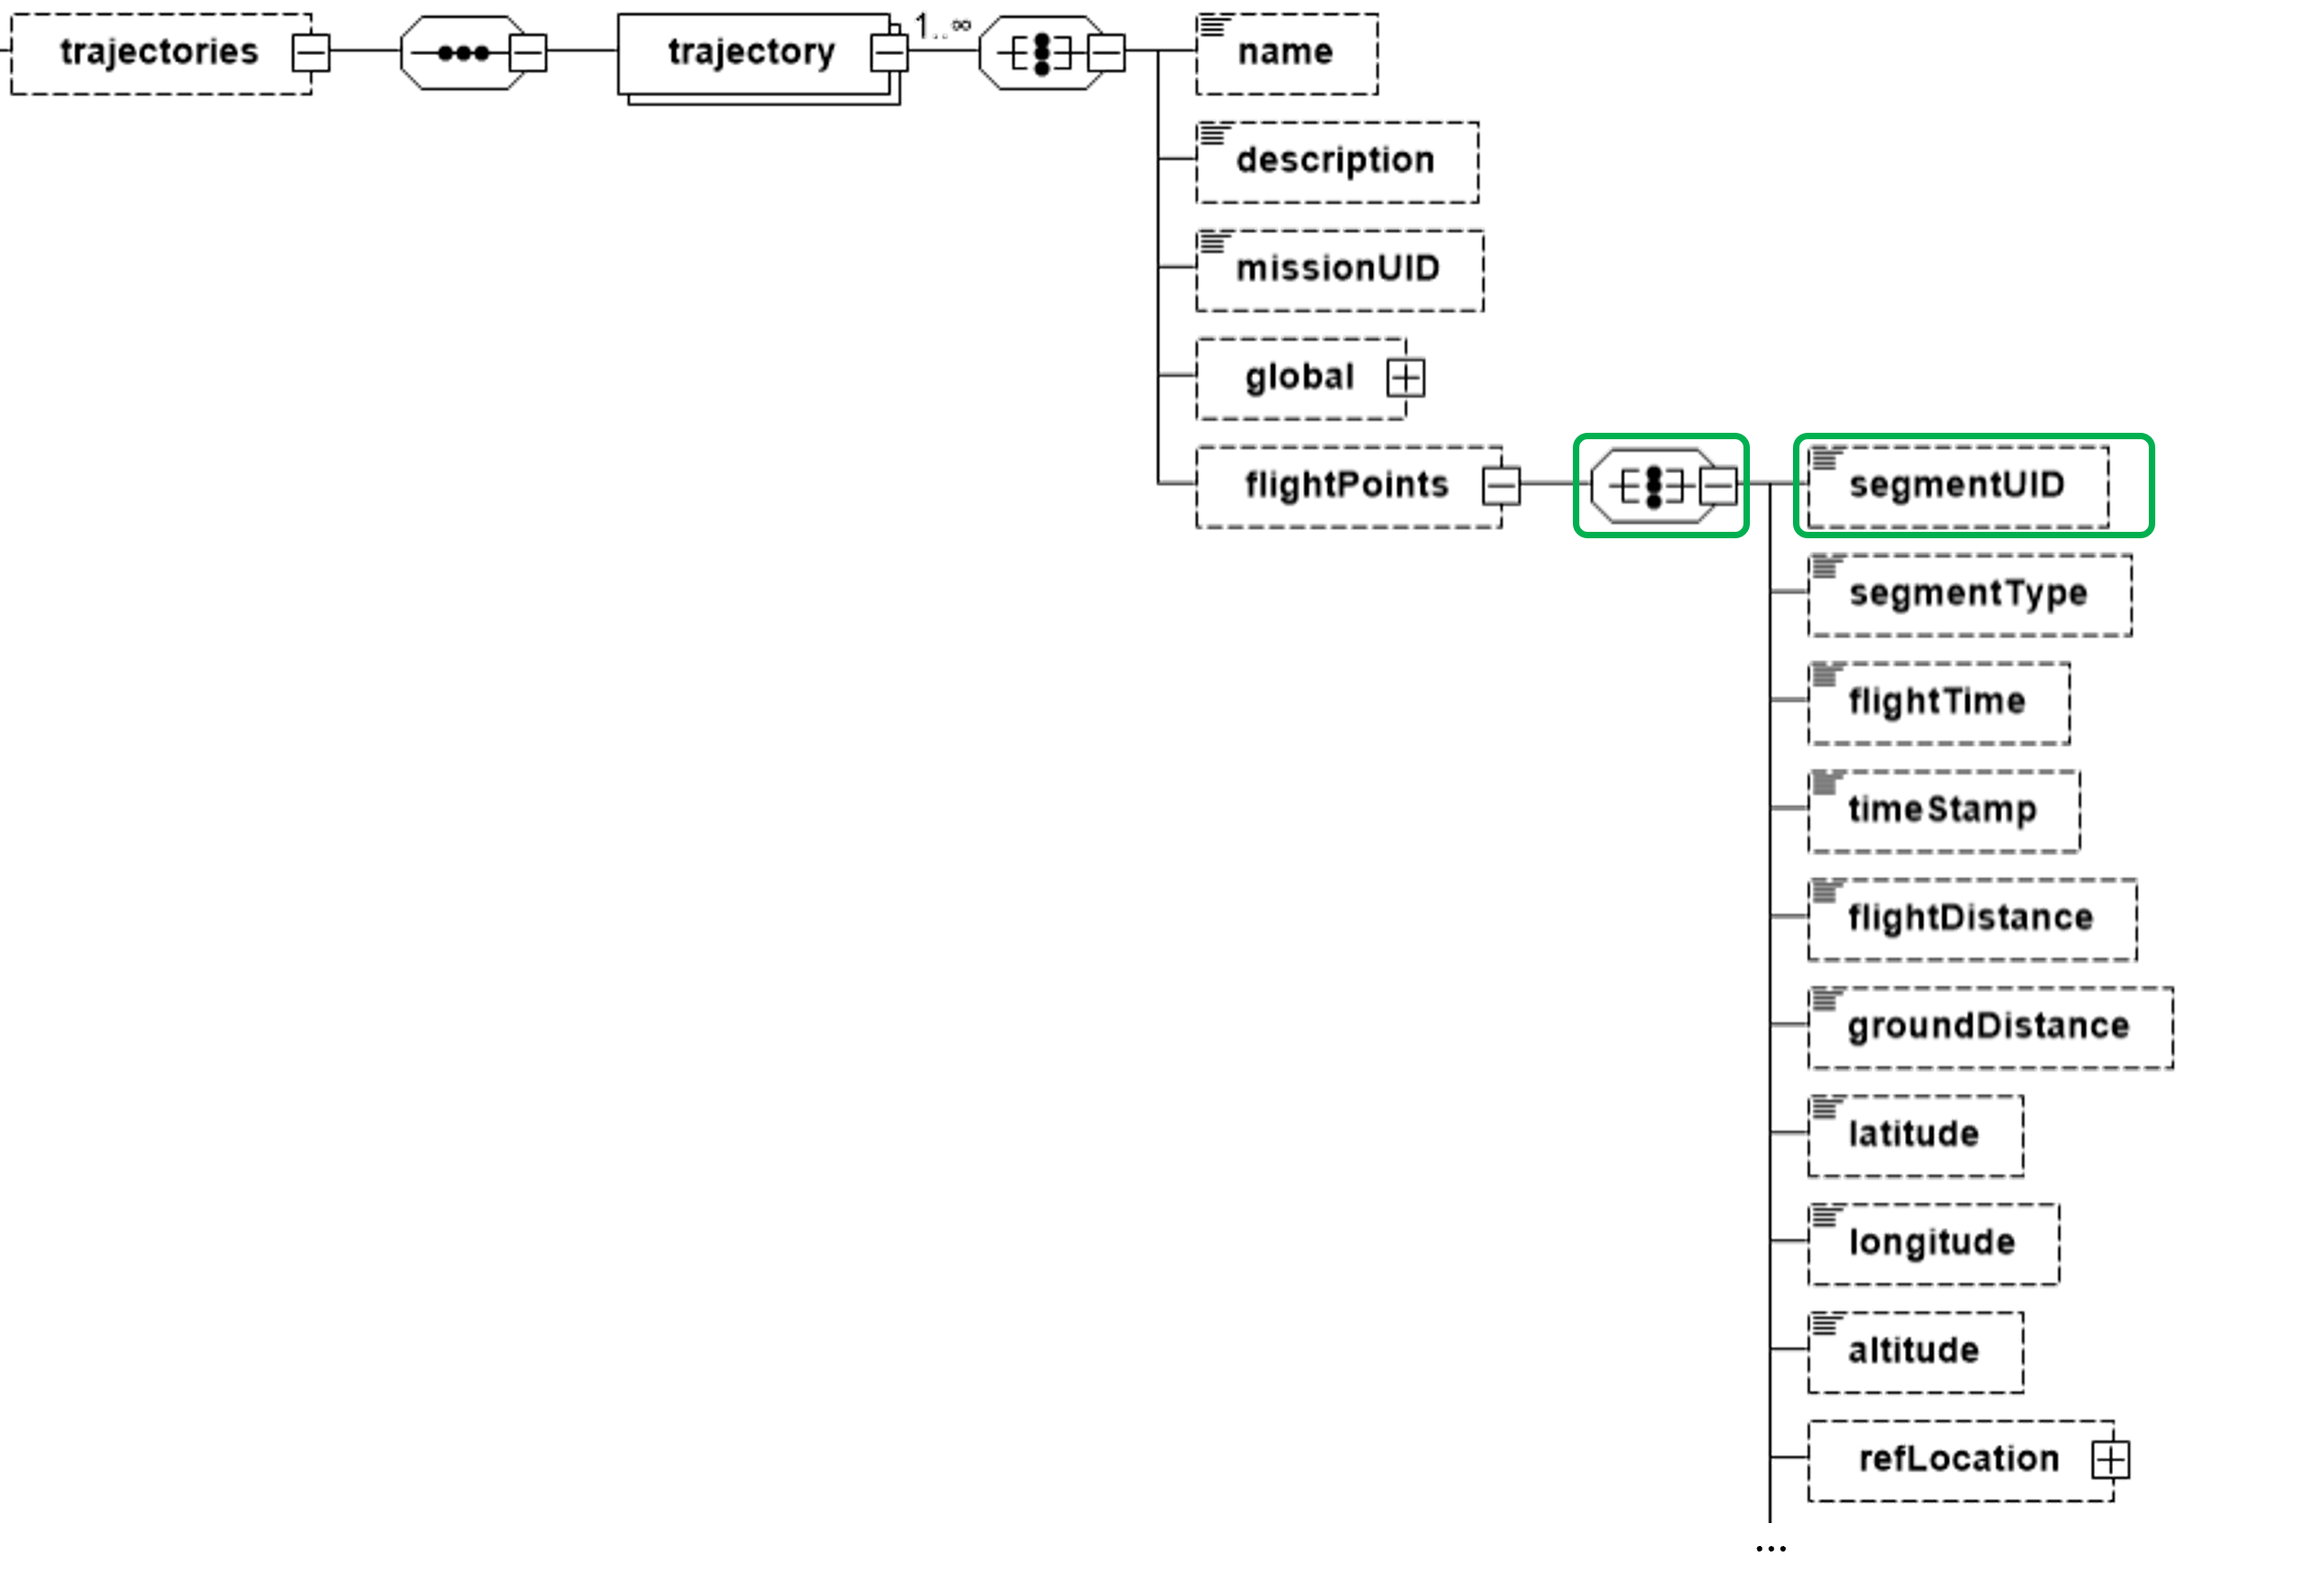 trajectories
trajectory
1..∞
name
description
missionUID
global
flightPoints
segmentUID
segmentType
flightTime
timeStamp
flightDistance
groundDistance
latitude
longitude
altitude
refLocation
...